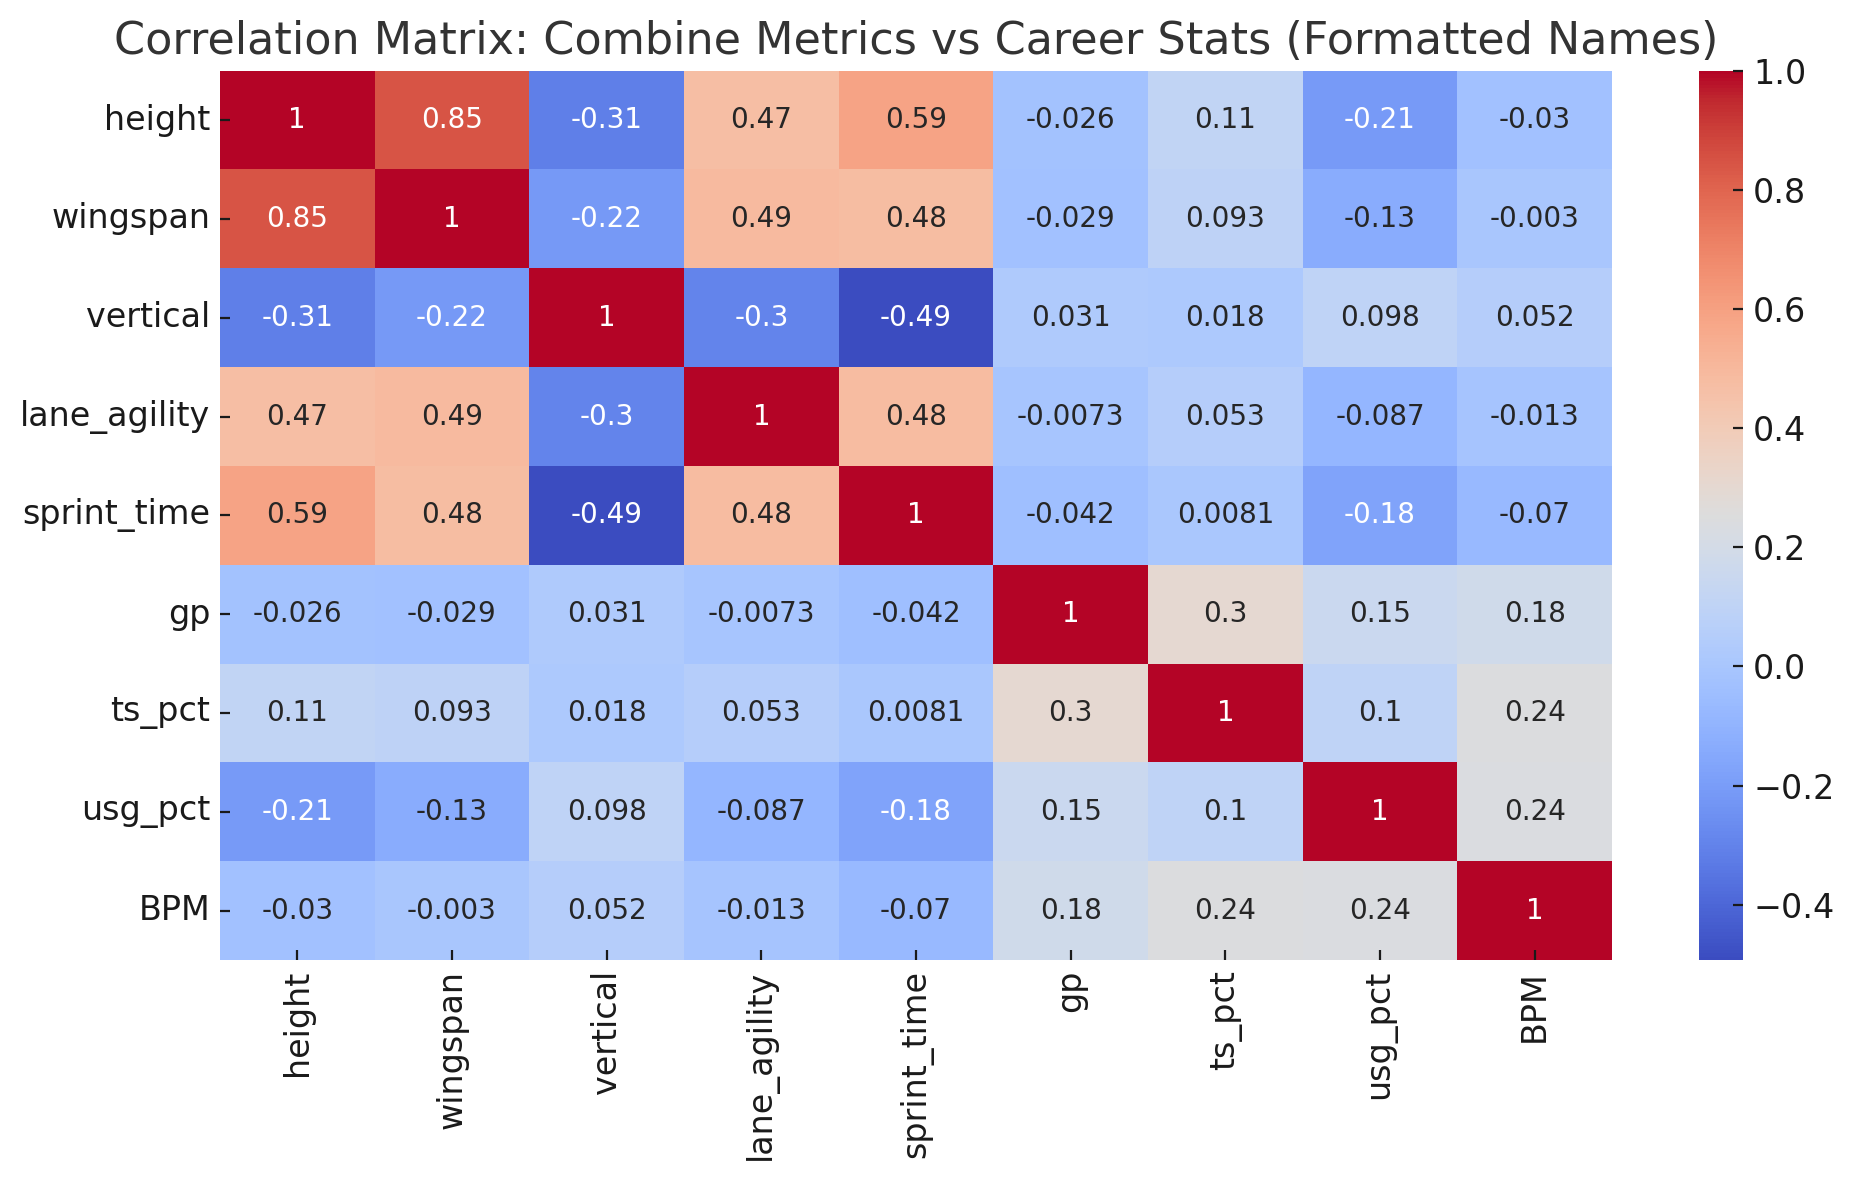 Correlation Matrix: Combine Metrics vs Career Stats (Formatted Names)
height 1 0.85 -0.31 0.47 0.59 -0.026 0.11 -0.21 -0.03
wingspan 0.85 1 -0.22 0.49 0.48 -0.029 0.093 -0.13 -0.003
vertical -0.31 -0.22 1 -0.3 -0.49 0.031 0.018 0.098 0.052
lane_agility 0.47 0.49 -0.3 1 0.48 -0.0073 0.053 -0.087 -0.013
sprint_time 0.59 0.48 -0.49 0.48 1 -0.042 0.0081 -0.18 -0.07
gp -0.026 -0.029 0.031 -0.0073 -0.042 1 0.3 0.15 0.18
ts_pct 0.11 0.093 0.018 0.053 0.0081 0.3 1 0.1 0.24
usg_pct -0.21 -0.13 0.098 -0.087 -0.18 0.15 0.1 1 0.24
BPM -0.03 -0.003 0.052 -0.013 -0.07 0.18 0.24 0.24 1
height
wingspan
vertical
lane_agility
sprint_time
gp
ts_pct
usg_pct
BPM
1.0
0.8
0.6
0.4
0.2
0.0
−0.2
−0.4